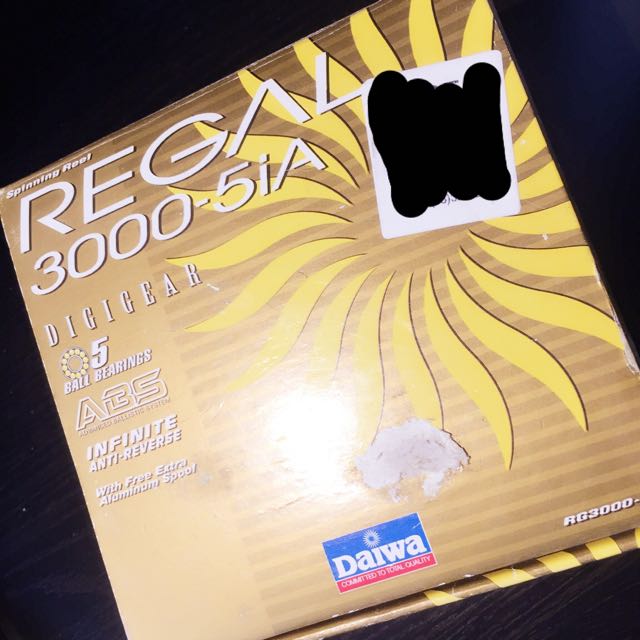 Spinning Reel
REGAL
3000-5iA
DIGIGEAR
5
BALL BEARINGS
ABS
ADVANCED BALLISTIC SYSTEM
INFINITE
ANTI-REVERSE
With Free Extra
Aluminum Spool
RG3000-
Daiwa
COMMITTED TO TOTAL QUALITY